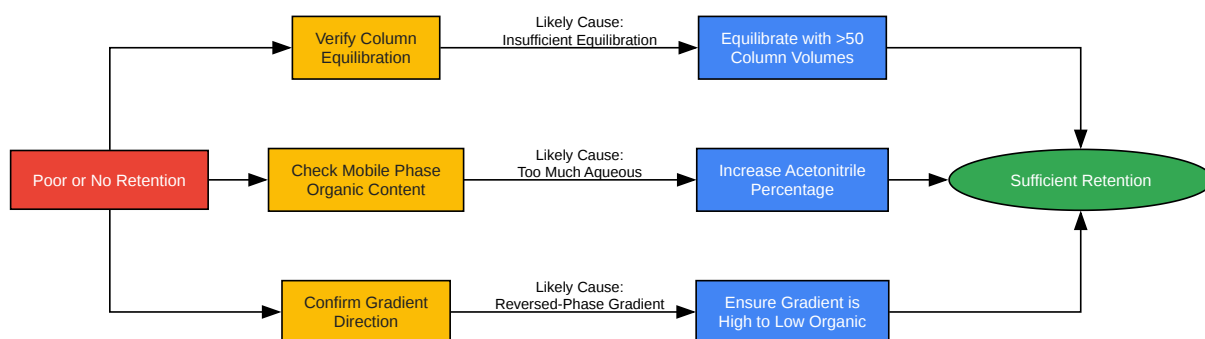 Poor or No Retention
Verify Column
Equilibration
Likely Cause:
Insufficient Equilibration
Equilibrate with >50
Column Volumes
Check Mobile Phase
Organic Content
Likely Cause:
Too Much Aqueous
Increase Acetonitrile
Percentage
Sufficient Retention
Confirm Gradient
Direction
Likely Cause:
Reversed-Phase Gradient
Ensure Gradient is
High to Low Organic